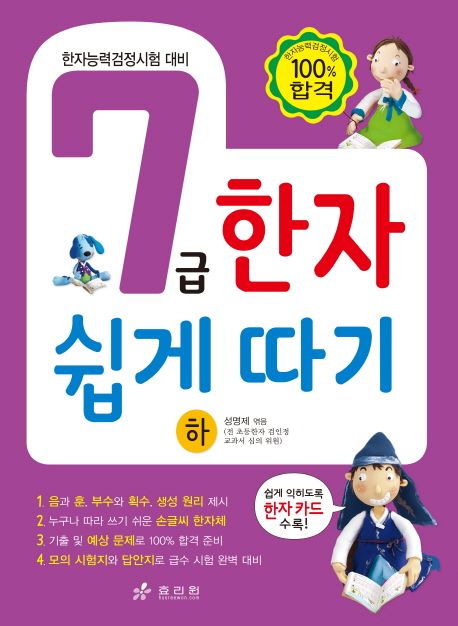 한자능력검정시험 대비
한자능력검정시험
100%
합격
7급 한자
쉽게 따기
하
성명제 엮음
(전 초등한자 검인정
교과서 심의 위원)
1. 음과 훈, 부수와 획수, 생성 원리 제시
2. 누구나 따라 쓰기 쉬운 손글씨 한자체
3. 기출 및 예상 문제로 100% 합격 준비
4. 모의 시험지와 답안지로 급수 시험 완벽 대비
쉽게 익히도록
한자 카드
수록!
효리원
hyoreewon.com